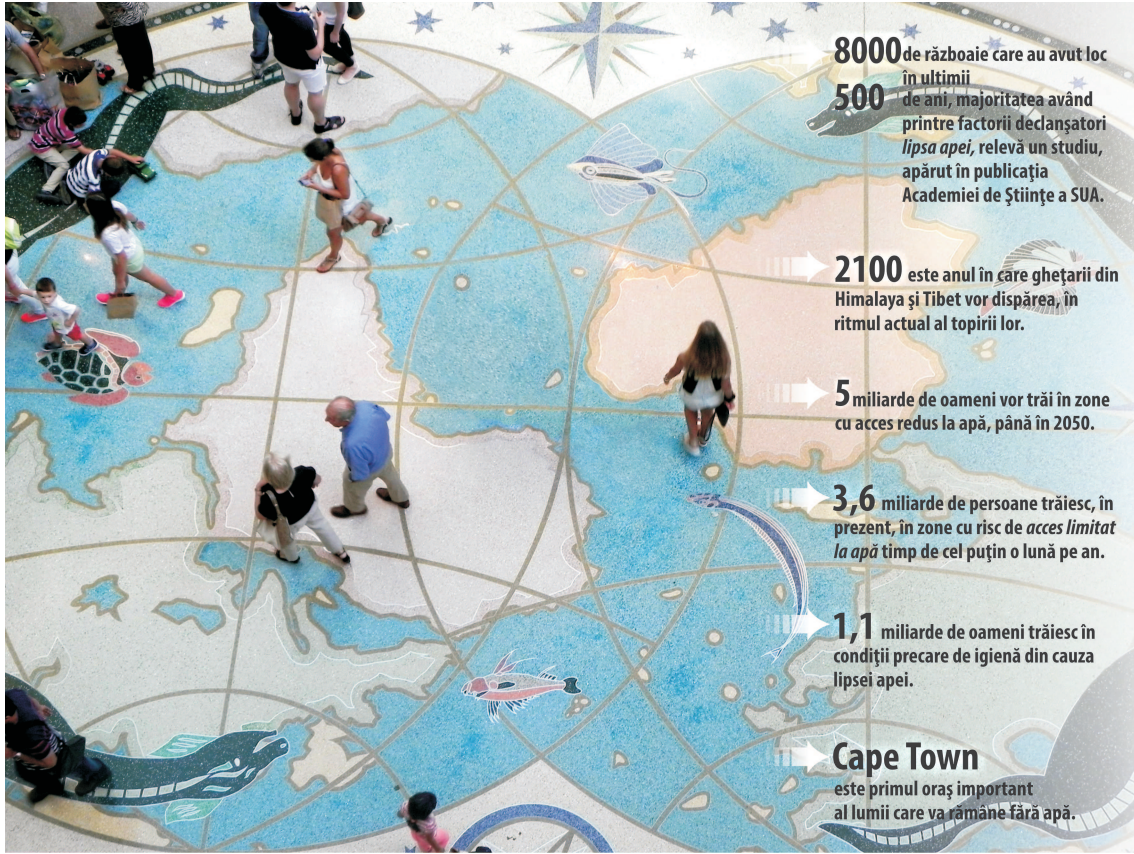 8000 de războaie care au avut loc
în ultimii
500 de ani, majoritatea având
printre factorii declanşatori
lipsa apei, relevă un studiu,
apărut în publicaţia
Academiei de Ştiinţe a SUA.
2100 este anul în care gheţarii din
Himalaya şi Tibet vor dispărea, în
ritmul actual al topirii lor.
5 miliarde de oameni vor trăi în zone
cu acces redus la apă, până în 2050.
3,6 miliarde de persoane trăiesc, în
prezent, în zone cu risc de acces limitat
la apă timp de cel puţin o lună pe an.
1,1 miliarde de oameni trăiesc în
condiţii precare de igienă din cauza
lipsei apei.
Cape Town
este primul oraş important
al lumii care va rămâne fără apă.